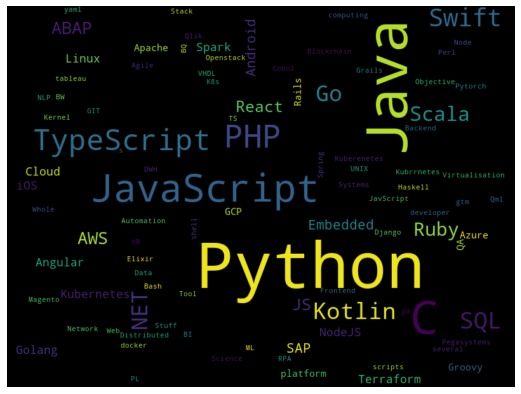 yaml
Stack
computing
Swift
ABAP
Android
Java
Qlik
Apache
BQ
Spark
Node
Blockchain
Perl
Linux
Openstack
Agile
COBOL
VHDL
Grails
tableau
K8s
Objective
Pytorch
Rails
Go
NLP
BW
React
GIT
Scala
Kernel
TS
Backend
TypeScript
PHP
Spring
Kuberenetes
Cloud
DWH
UNIX
Kubrrnetes
Virtualisation
iOS
JavaScript
Systems
Haskell
JavScript
gtm
Qml
Whole
GCP
developer
Automation
shell
Embedded
Ruby
Django
Azure
AWS
QA
Python
Elixir
Angular
Data
Bash
Frontend
Kubernetes
Tool
Magento
NET
JS
Kotlin
C
SQL
Stuff
Network
Web
Distributed
BI
NodeJS
docker
Pegasystems
Golang
ML
SAP
several
Science
RPA
scripts
Groovy
platform
PL
Terraform